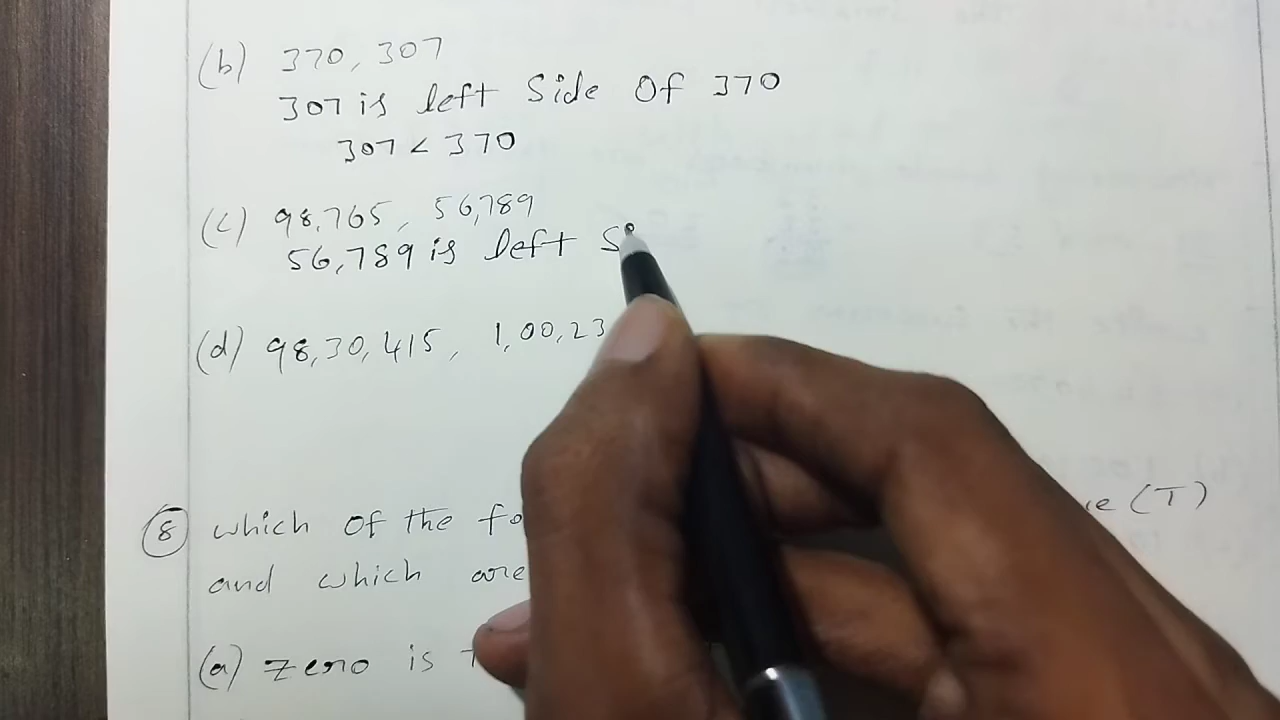 (b) 370, 307
307 is left Side Of 370
307 < 370
(c) 98,765, 56,789
56,789 is left
(d) 98,30,415, 1,00,23
(8) which of the
(T)
and which are
(a) zero is